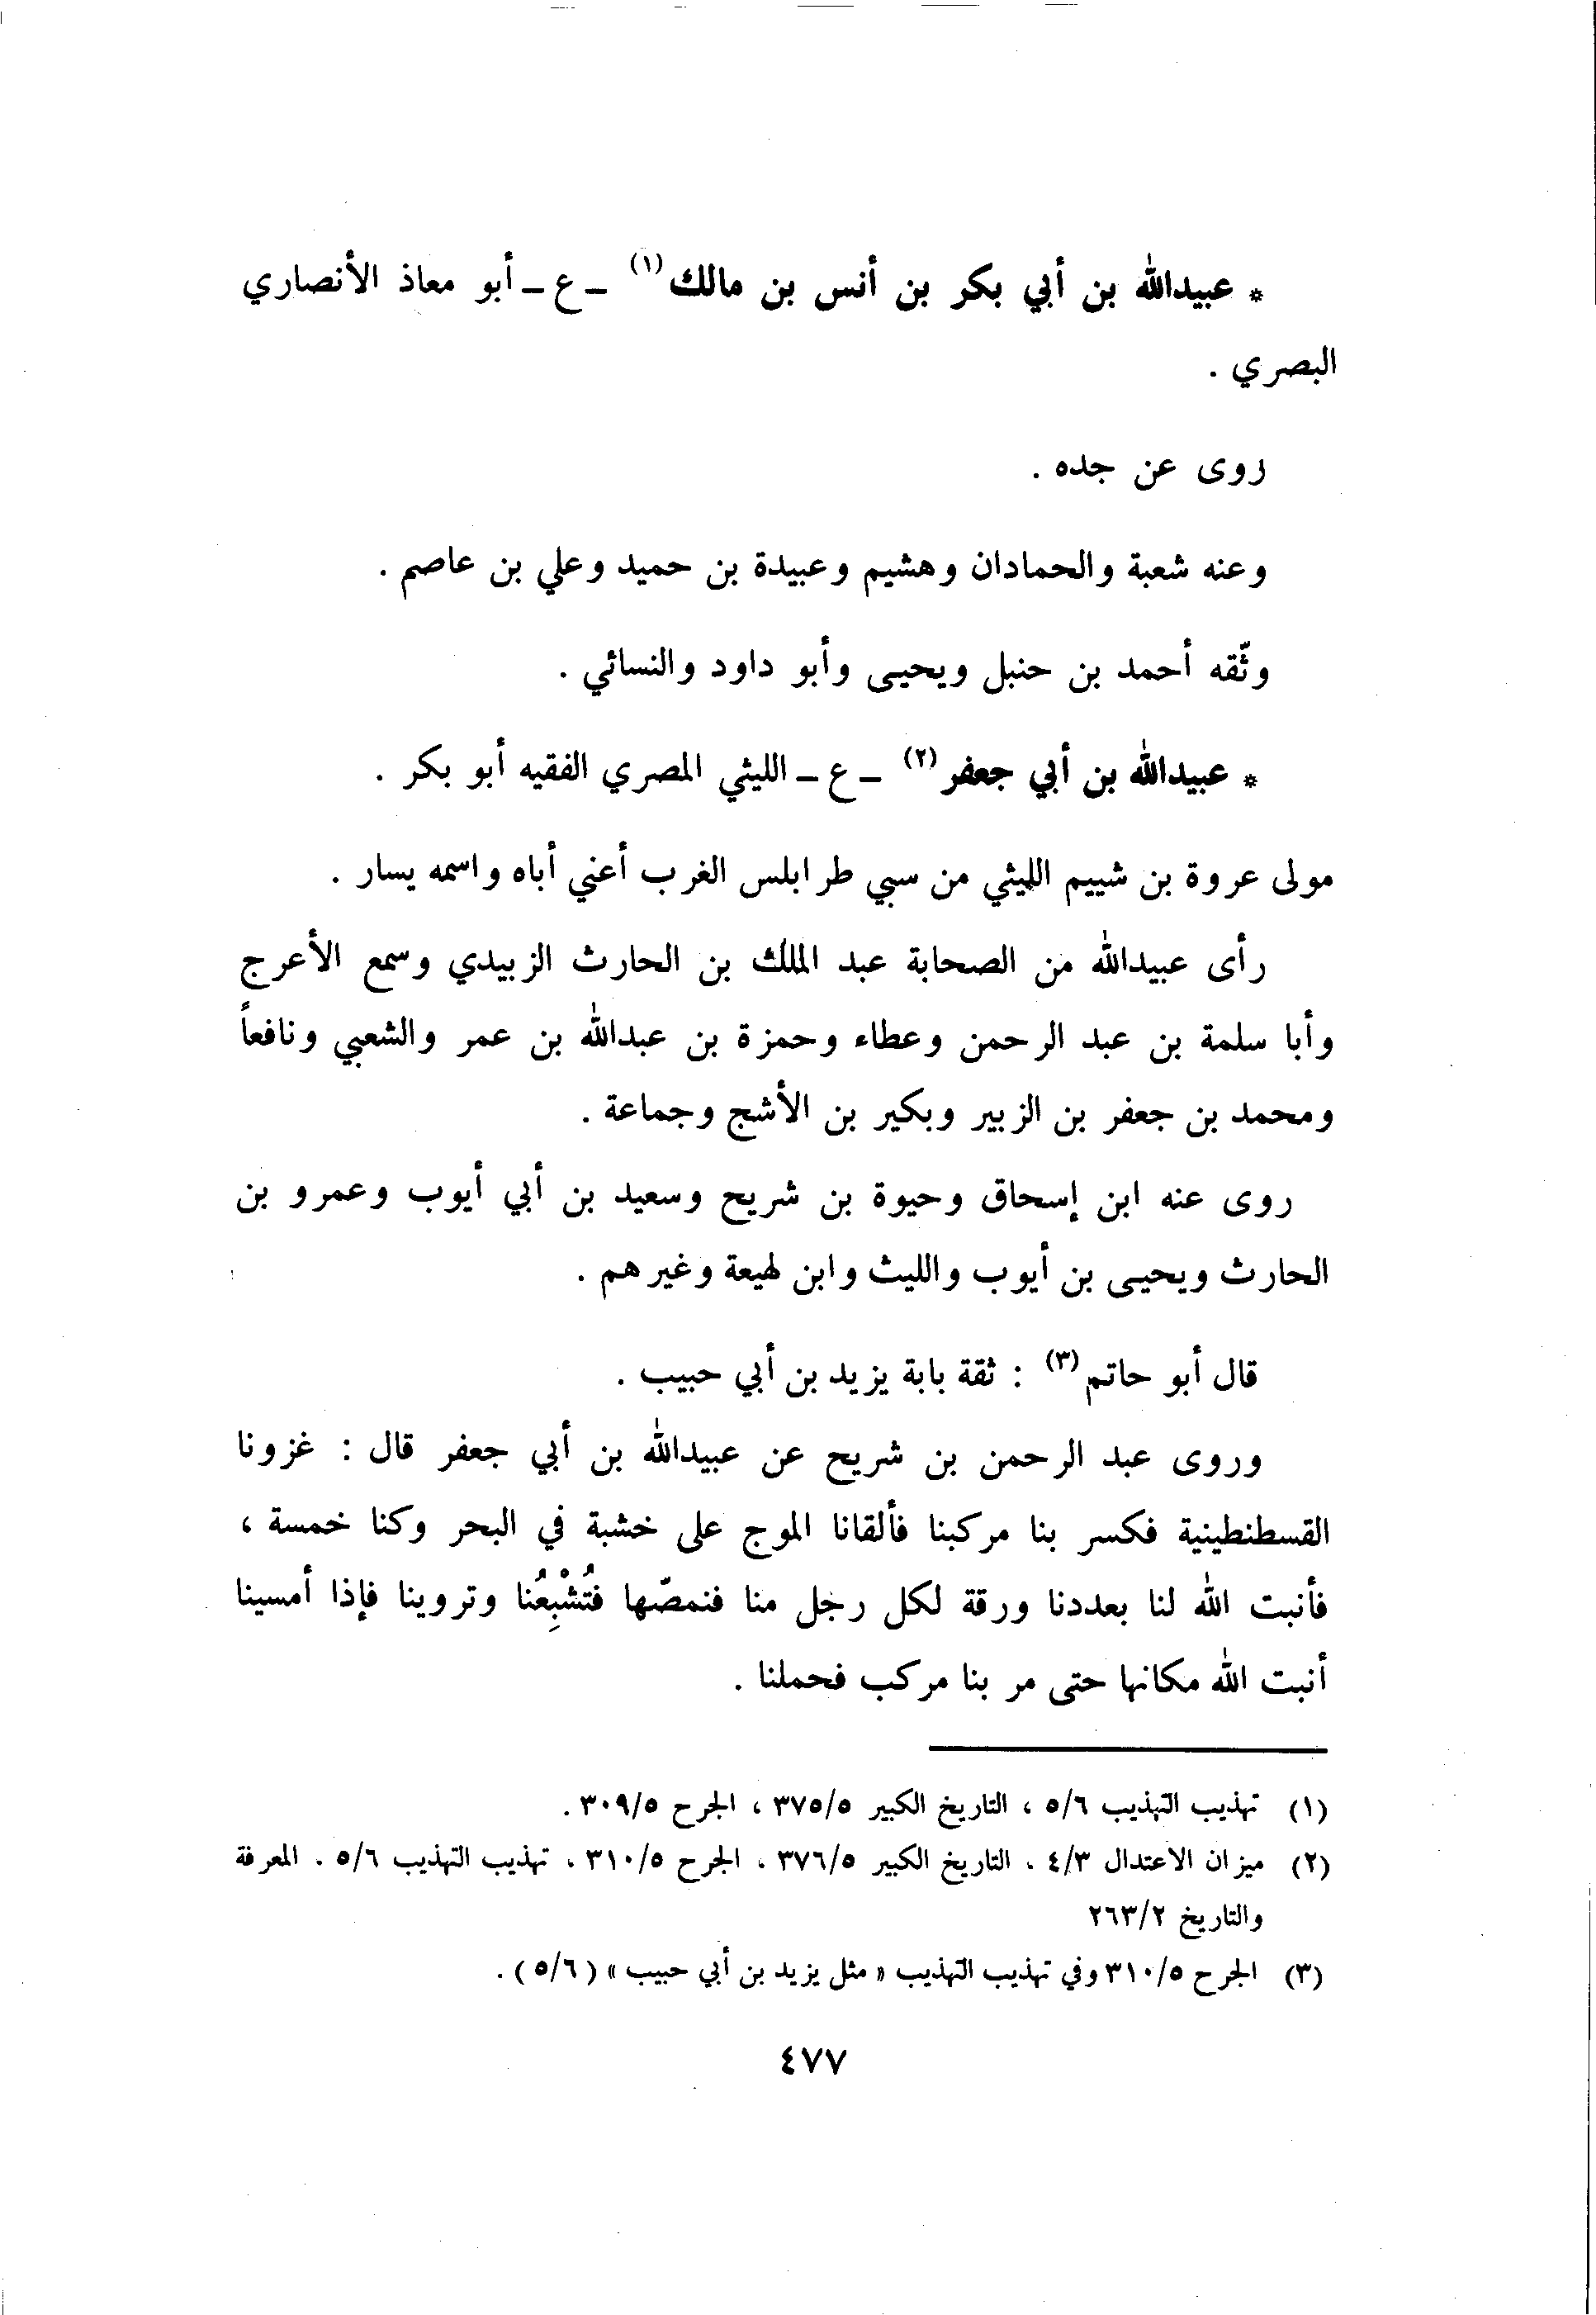 * عبيدالله بن أبي بكر بن أنس بن مالك(١) - ع - أبو معاذ الأنصاري
البصري .
روى عن جده .
وعنه شعبة والحمادان وهشيم وعبيدة بن حميد وعلي بن عاصم .
وثّقه أحمد بن حنبل ويحيى وأبو داود والنسائي .
* عبيدالله بن أبي جعفر(٢) - ع - الليثي المصري الفقيه أبو بكر .
مولى عروة بن شييم الليثي من سبي طرابلس الغرب أعني أباه واسمه يسار .
رأى عبيدالله من الصحابة عبد الملك بن الحارث الزبيدي وسمع الأعرج
وأبا سلمة بن عبد الرحمن وعطاء وحمزة بن عبدالله بن عمر والشعبي ونافعاً
ومحمد بن جعفر بن الزبير وبكير بن الأشج وجماعة .
روى عنه ابن إسحاق وحيوة بن شريح وسعيد بن أبي أيوب وعمرو بن
الحارث ويحيى بن أيوب والليث وابن لهيعة وغيرهم .
قال أبو حاتم(٣) : ثقة بابة يزيد بن أبي حبيب .
وروى عبد الرحمن بن شريح عن عبيدالله بن أبي جعفر قال : غزونا
القسطنطينية فكسر بنا مركبنا فألقانا الموج على خشبة في البحر وكنا خمسة ،
فأنبت الله لنا بعددنا ورقة لكل رجل منا فنمصّها فتُشْبِعُنا وتروينا فإذا أمسينا
أنبت الله مكانها حتى مر بنا مركب فحملنا .
(١) تهذيب التهذيب ٥/٦ ، التاريخ الكبير ٣٧٥/٥ ، الجرح ٣٠٩/٥ .
(٢) ميزان الاعتدال ٤/٣ ، التاريخ الكبير ٣٧٦/٥ ، الجرح ٣١٠/٥ ، تهذيب التهذيب ٥/٦ . المعرفة
والتاريخ ٢٦٣/٢
(٣) الجرح ٣١٠/٥ وفي تهذيب التهذيب « مثل يزيد بن أبي حبيب » ( ٥/٦ ) .
٤٧٧